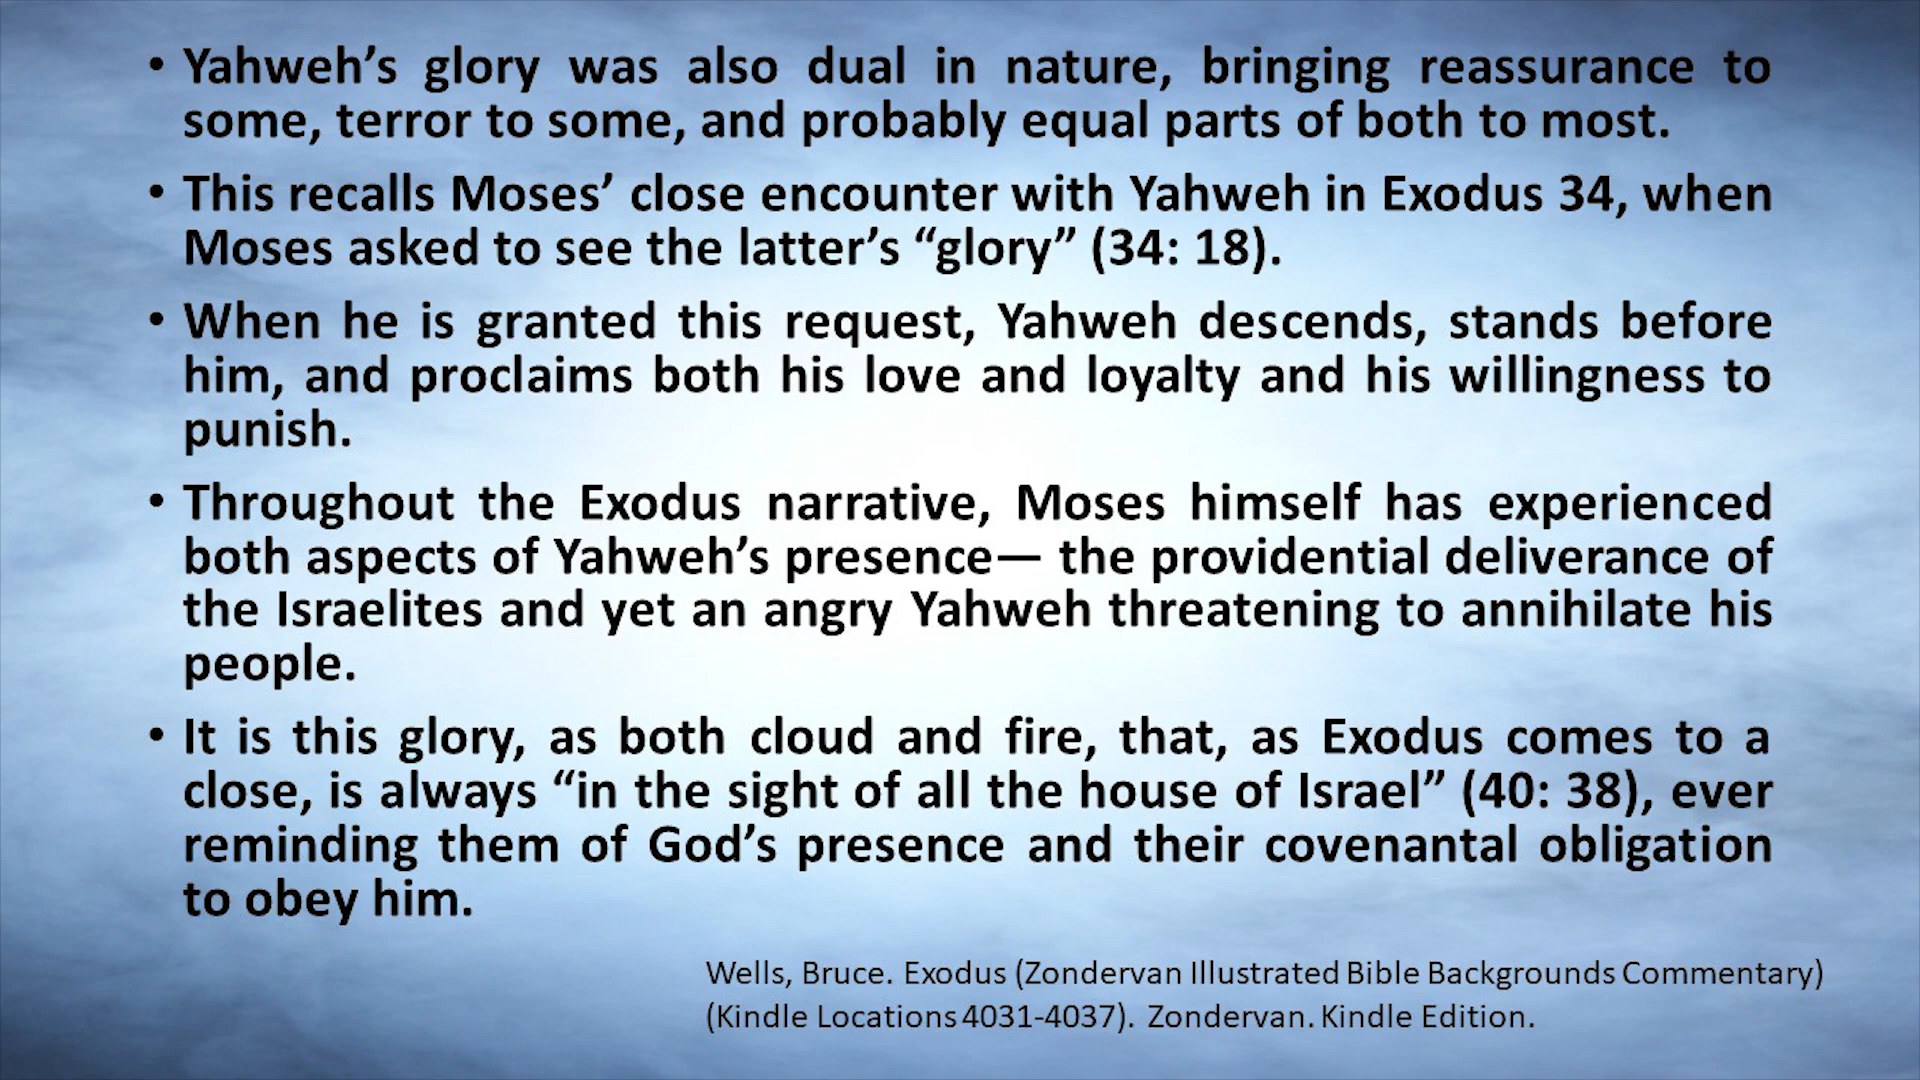 • Yahweh’s glory was also dual in nature, bringing reassurance to
some, terror to some, and probably equal parts of both to most.
• This recalls Moses’ close encounter with Yahweh in Exodus 34, when
Moses asked to see the latter’s “glory” (34: 18).
• When he is granted this request, Yahweh descends, stands before
him, and proclaims both his love and loyalty and his willingness to
punish.
• Throughout the Exodus narrative, Moses himself has experienced
both aspects of Yahweh’s presence— the providential deliverance of
the Israelites and yet an angry Yahweh threatening to annihilate his
people.
• It is this glory, as both cloud and fire, that, as Exodus comes to a
close, is always “in the sight of all the house of Israel” (40: 38), ever
reminding them of God’s presence and their covenantal obligation
to obey him.
Wells, Bruce. Exodus (Zondervan Illustrated Bible Backgrounds Commentary)
(Kindle Locations 4031-4037). Zondervan. Kindle Edition.